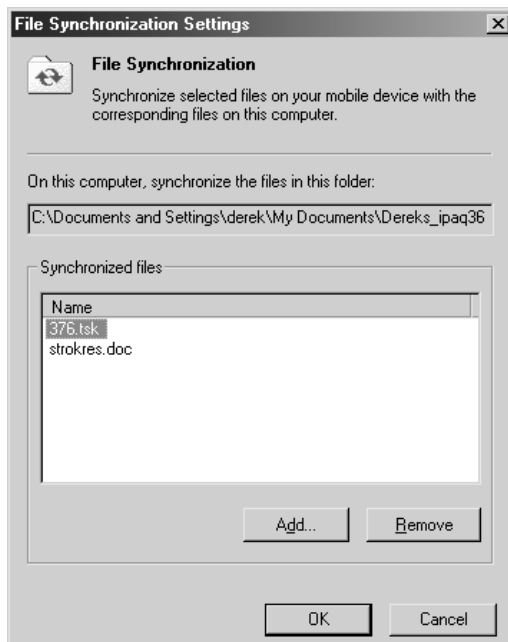 File Synchronization Settings
File Synchronization
Synchronize selected files on your mobile device with the
corresponding files on this computer.
On this computer, synchronize the files in this folder:
C:\Documents and Settings\derek\My Documents\Dereks_ipaq36
Synchronized files
Name
376.tsk
strokres.doc
Add...
Remove
OK
Cancel